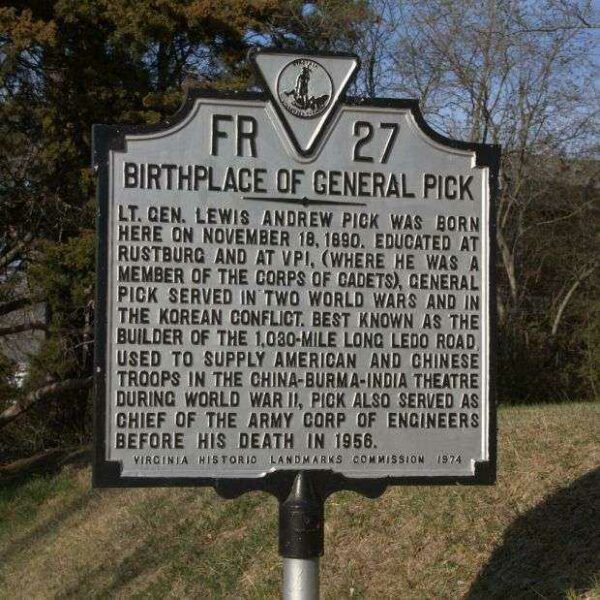 FR 27
BIRTHPLACE OF GENERAL PICK
LT. GEN. LEWIS ANDREW PICK WAS BORN
HERE ON NOVEMBER 18, 1890. EDUCATED AT
RUSTBURG AND AT VPI, (WHERE HE WAS A
MEMBER OF THE CORPS OF CADETS), GENERAL
PICK SERVED IN TWO WORLD WARS AND IN
THE KOREAN CONFLICT. BEST KNOWN AS THE
BUILDER OF THE 1,030-MILE LONG LEDO ROAD,
USED TO SUPPLY AMERICAN AND CHINESE
TROOPS IN THE CHINA-BURMA-INDIA THEATRE
DURING WORLD WAR II, PICK ALSO SERVED AS
CHIEF OF THE ARMY CORP OF ENGINEERS
BEFORE HIS DEATH IN 1956.
VIRGINIA HISTORIC LANDMARKS COMMISSION 1974